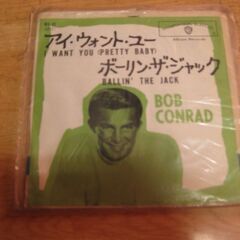 アイ・ウォント・ユー
I WANT YOU (PRETTY BABY)
ボーリン・ザ・ジャック
BALLIN' THE JACK
BOB
CONRAD